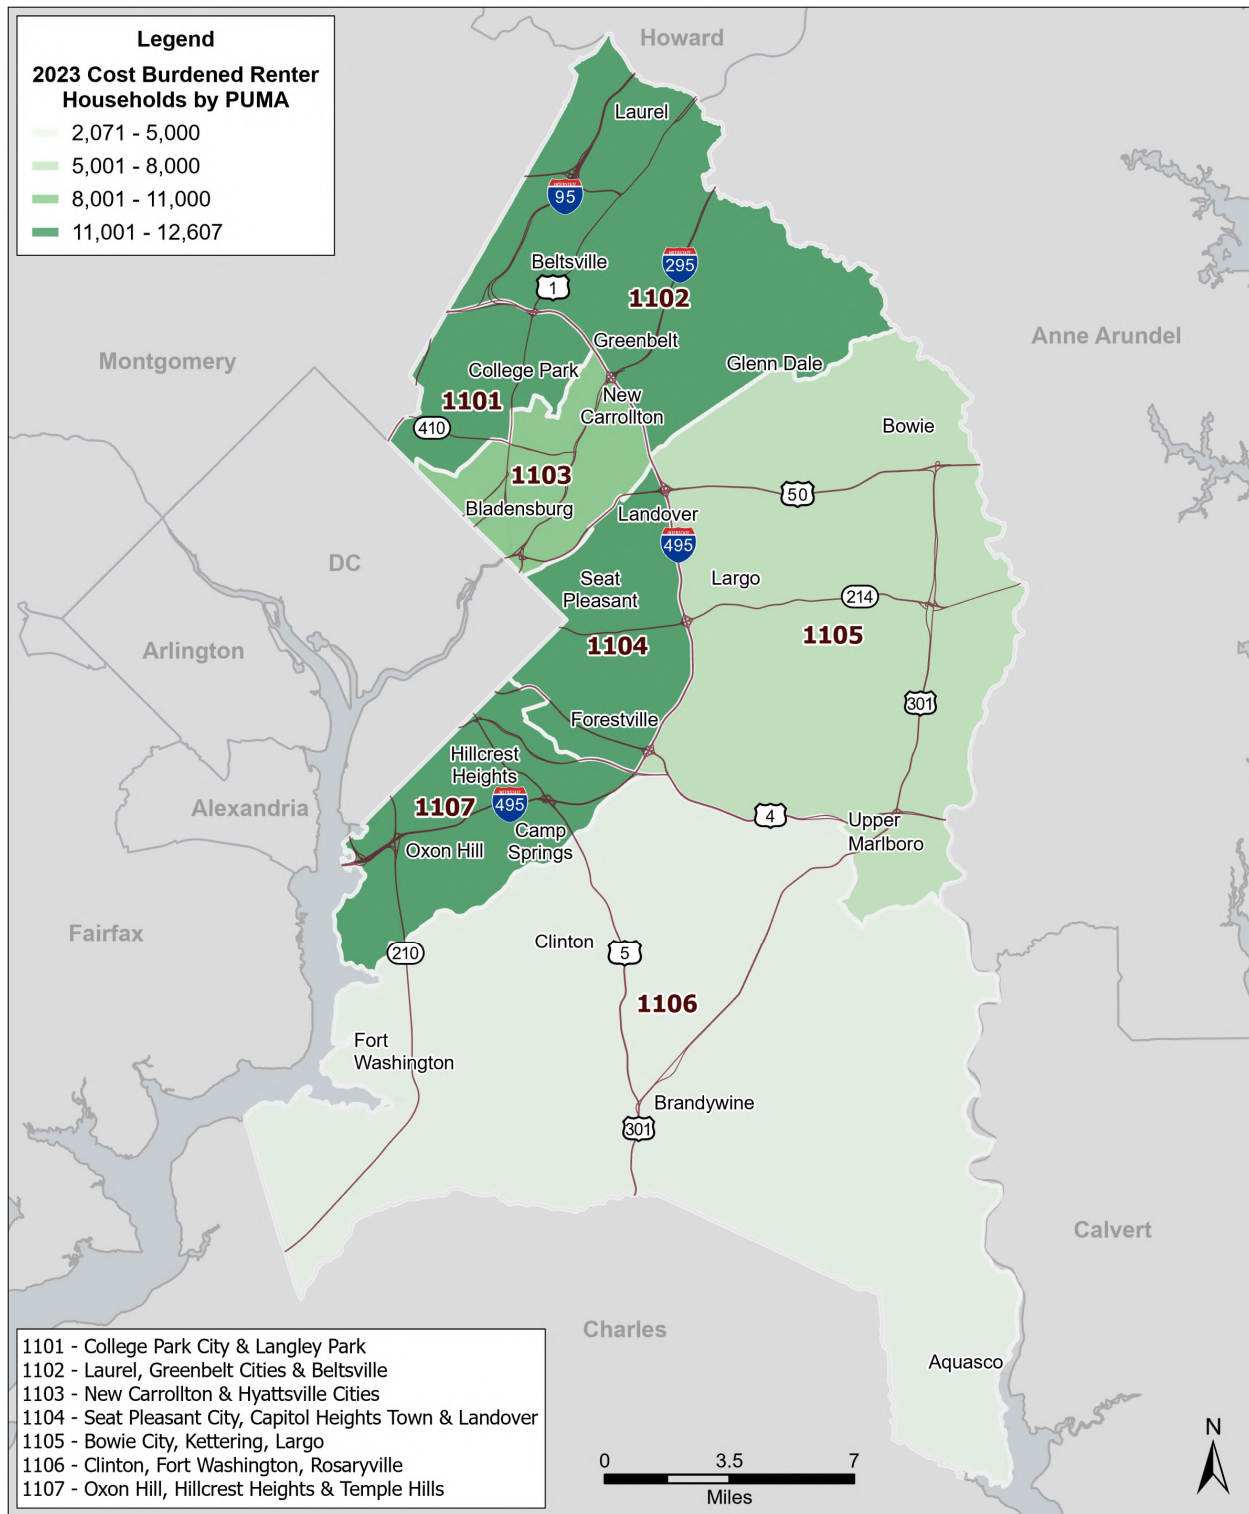 Legend
2023 Cost Burdened Renter
Households by PUMA
2,071 - 5,000
5,001 - 8,000
8,001 - 11,000
11,001 - 12,607
Howard
Laurel
INTERSTATE
95
Beltsville
INTERSTATE
295
1
1102
Anne Arundel
Greenbelt
Montgomery
Glenn Dale
College Park
1101
New
Carrollton
410
Bowie
1103
50
Bladensburg
Landover
INTERSTATE
495
DC
Seat
Pleasant
Largo
214
1104
1105
Arlington
301
Forestville
Hillcrest
Heights
Alexandria
1107
INTERSTATE
495
4
Upper
Marlboro
Camp
Springs
Oxon Hill
Fairfax
Clinton
210
5
1106
Fort
Washington
Brandywine
301
Calvert
Charles
Aquasco
1101 - College Park City & Langley Park
1102 - Laurel, Greenbelt Cities & Beltsville
1103 - New Carrollton & Hyattsville Cities
1104 - Seat Pleasant City, Capitol Heights Town & Landover
1105 - Bowie City, Kettering, Largo
1106 - Clinton, Fort Washington, Rosaryville
1107 - Oxon Hill, Hillcrest Heights & Temple Hills
0 3.5 7
Miles
N